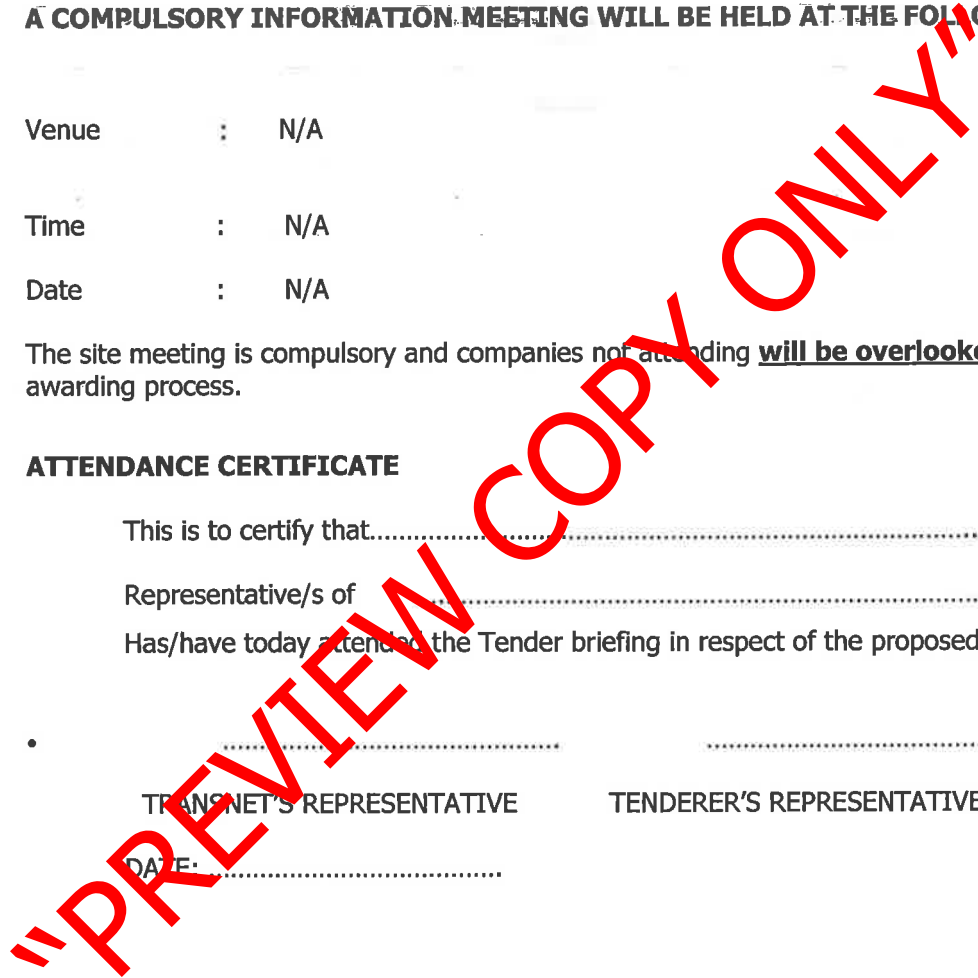 A COMPULSORY INFORMATION MEETING WILL BE HELD AT THE
Venue : N/A
Time : N/A
Date : N/A
The site meeting is compulsory and companies not attending will be
awarding process.
ATTENDANCE CERTIFICATE
This is to certify that....................
Representative/s of ....................
Has/have today attended the Tender briefing in respect of the proposed
•
TRANSNET'S REPRESENTATIVE TENDERER'S REPRESENTATIVE
DATE: ....................
"PREVIEW COPY ONLY"